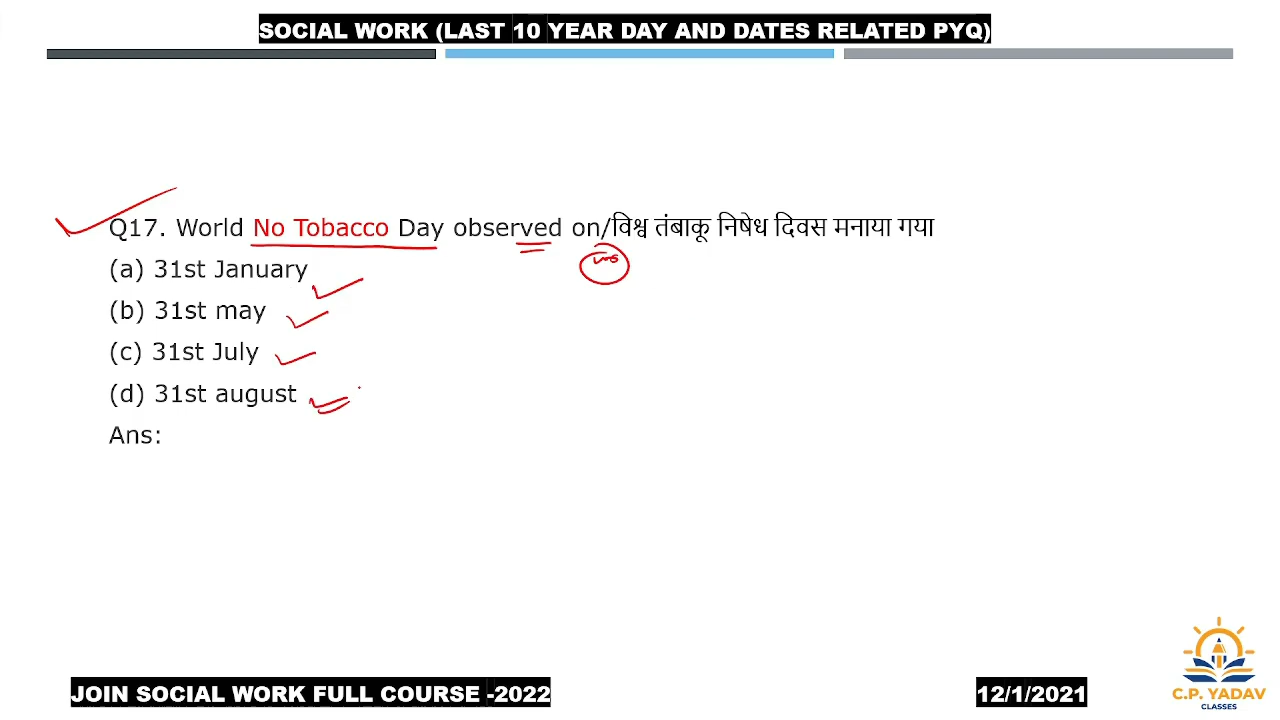 SOCIAL WORK (LAST 10 YEAR DAY AND DATES RELATED PYQ)
Q17. World No Tobacco Day observed on/विश्व तंबाकू निषेध दिवस मनाया गया
(a) 31st January
(b) 31st may
(c) 31st July
(d) 31st august
Ans:
JOIN SOCIAL WORK FULL COURSE -2022
12/1/2021
C.P. YADAV
CLASSES